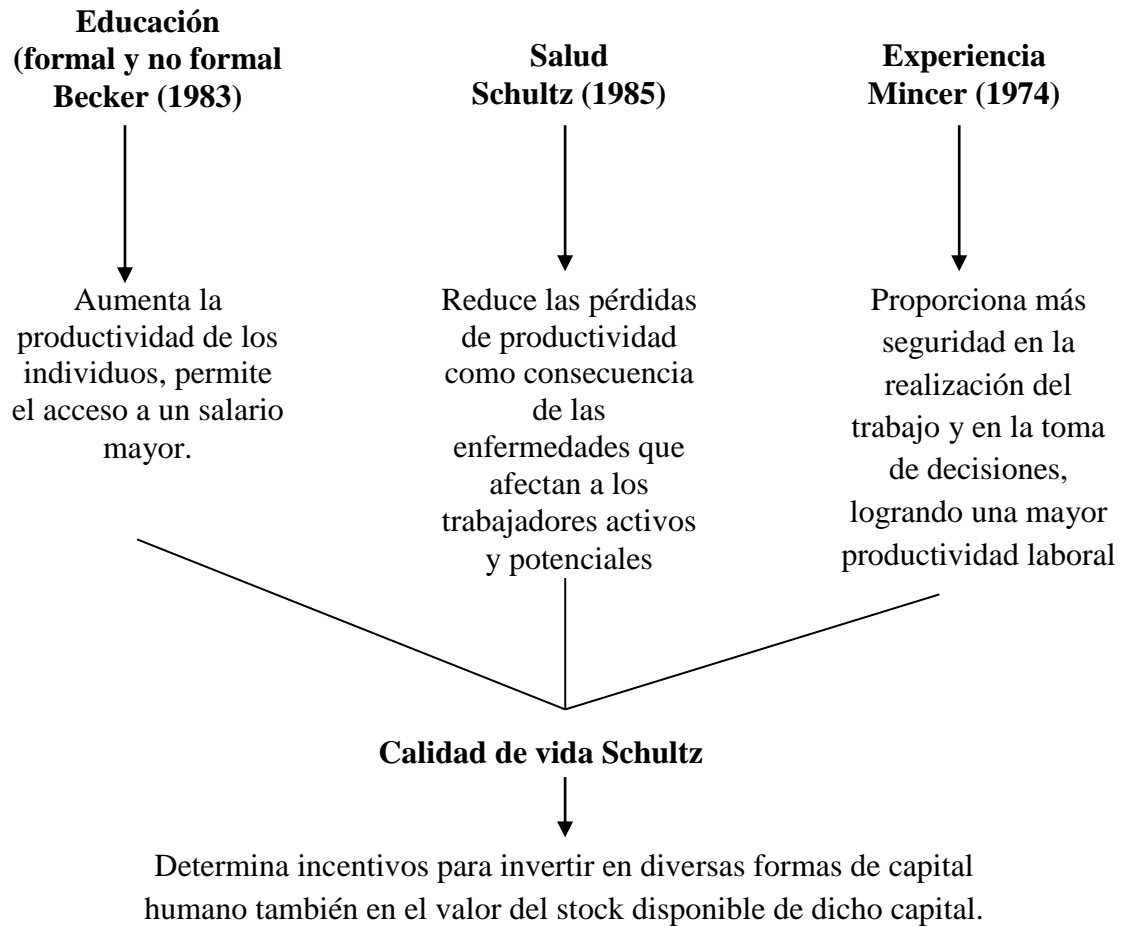 Educación
(formal y no formal
Becker (1983)
Salud
Schultz (1985)
Experiencia
Mincer (1974)
Aumenta la
productividad de los
individuos, permite
el acceso a un salario
mayor.
Reduce las pérdidas
de productividad
como consecuencia
de las
enfermedades que
afectan a los
trabajadores activos
y potenciales
Proporciona más
seguridad en la
realización del
trabajo y en la toma
de decisiones,
logrando una mayor
productividad laboral
Calidad de vida Schultz
Determina incentivos para invertir en diversas formas de capital
humano también en el valor del stock disponible de dicho capital.